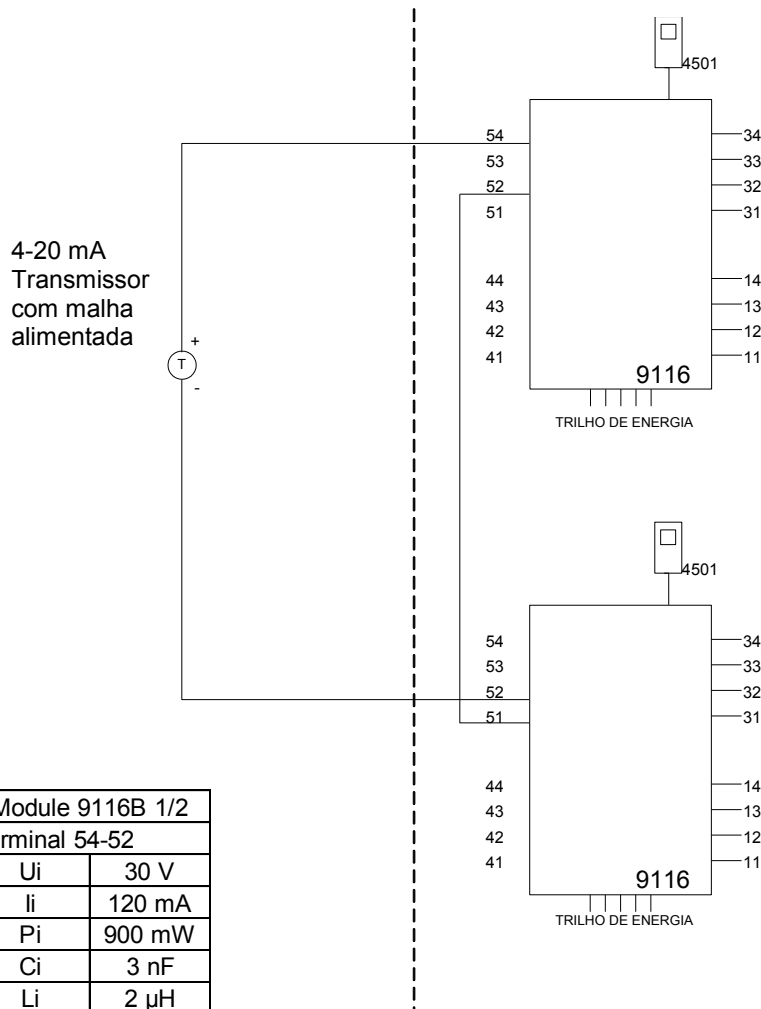 4501
54
53
52
51
44
43
42
41
34
33
32
31
14
13
12
11
9116
TRILHO DE ENERGIA
4-20 mA
Transmissor
com malha
alimentada
+
T
-
4501
54
53
52
51
44
43
42
41
34
33
32
31
14
13
12
11
9116
TRILHO DE ENERGIA
Module 9116B 1/2
rminal 54-52
Ui 30 V
Ii 120 mA
Pi 900 mW
Ci 3 nF
Li 2 µH